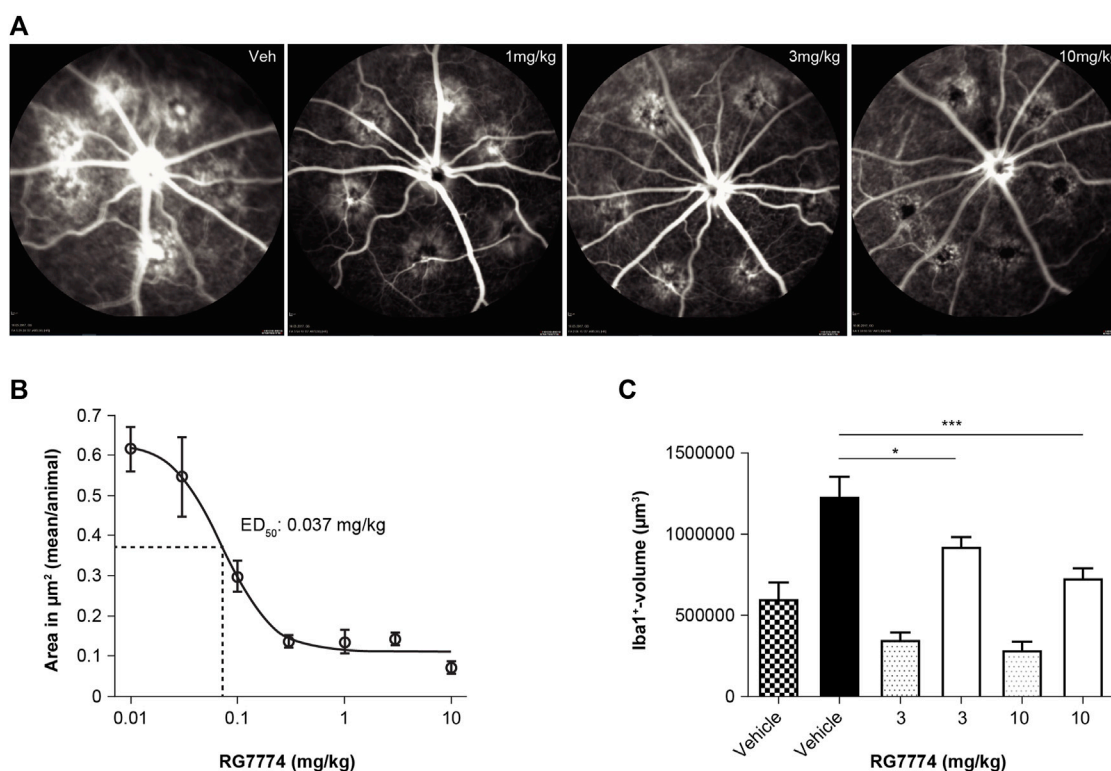 A
Veh
1mg/kg
3mg/kg
10mg/kg
B
Area in µm² (mean/animal)
0.7
0.6
0.5
0.4
0.3
0.2
0.1
0
ED₅₀: 0.037 mg/kg
0.01
0.1
1
10
RG7774 (mg/kg)
C
Iba1⁺-volume (µm³)
1500000
1000000
500000
0
***
*
Vehicle
Vehicle
3
3
10
10
RG7774 (mg/kg)